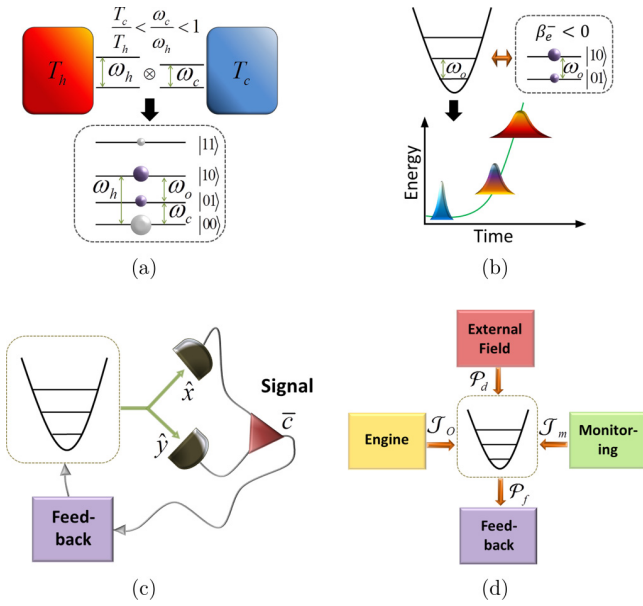 T_c/T_h < ω_c/ω_h < 1
T_h ω_h ⊗ ω_c T_c
|11⟩
|10⟩
ω_h ω_o
|01⟩
ω_c
|00⟩
(a)
β_e^- < 0
ω_o |10⟩
ω_o |01⟩
Energy
Time
(b)
x̂
Signal
c̄
ŷ
Feed-
back
(c)
External
Field
𝒫_d
Engine 𝒥_O 𝒥_m Monitor-
ing
𝒫_f
Feed-
back
(d)